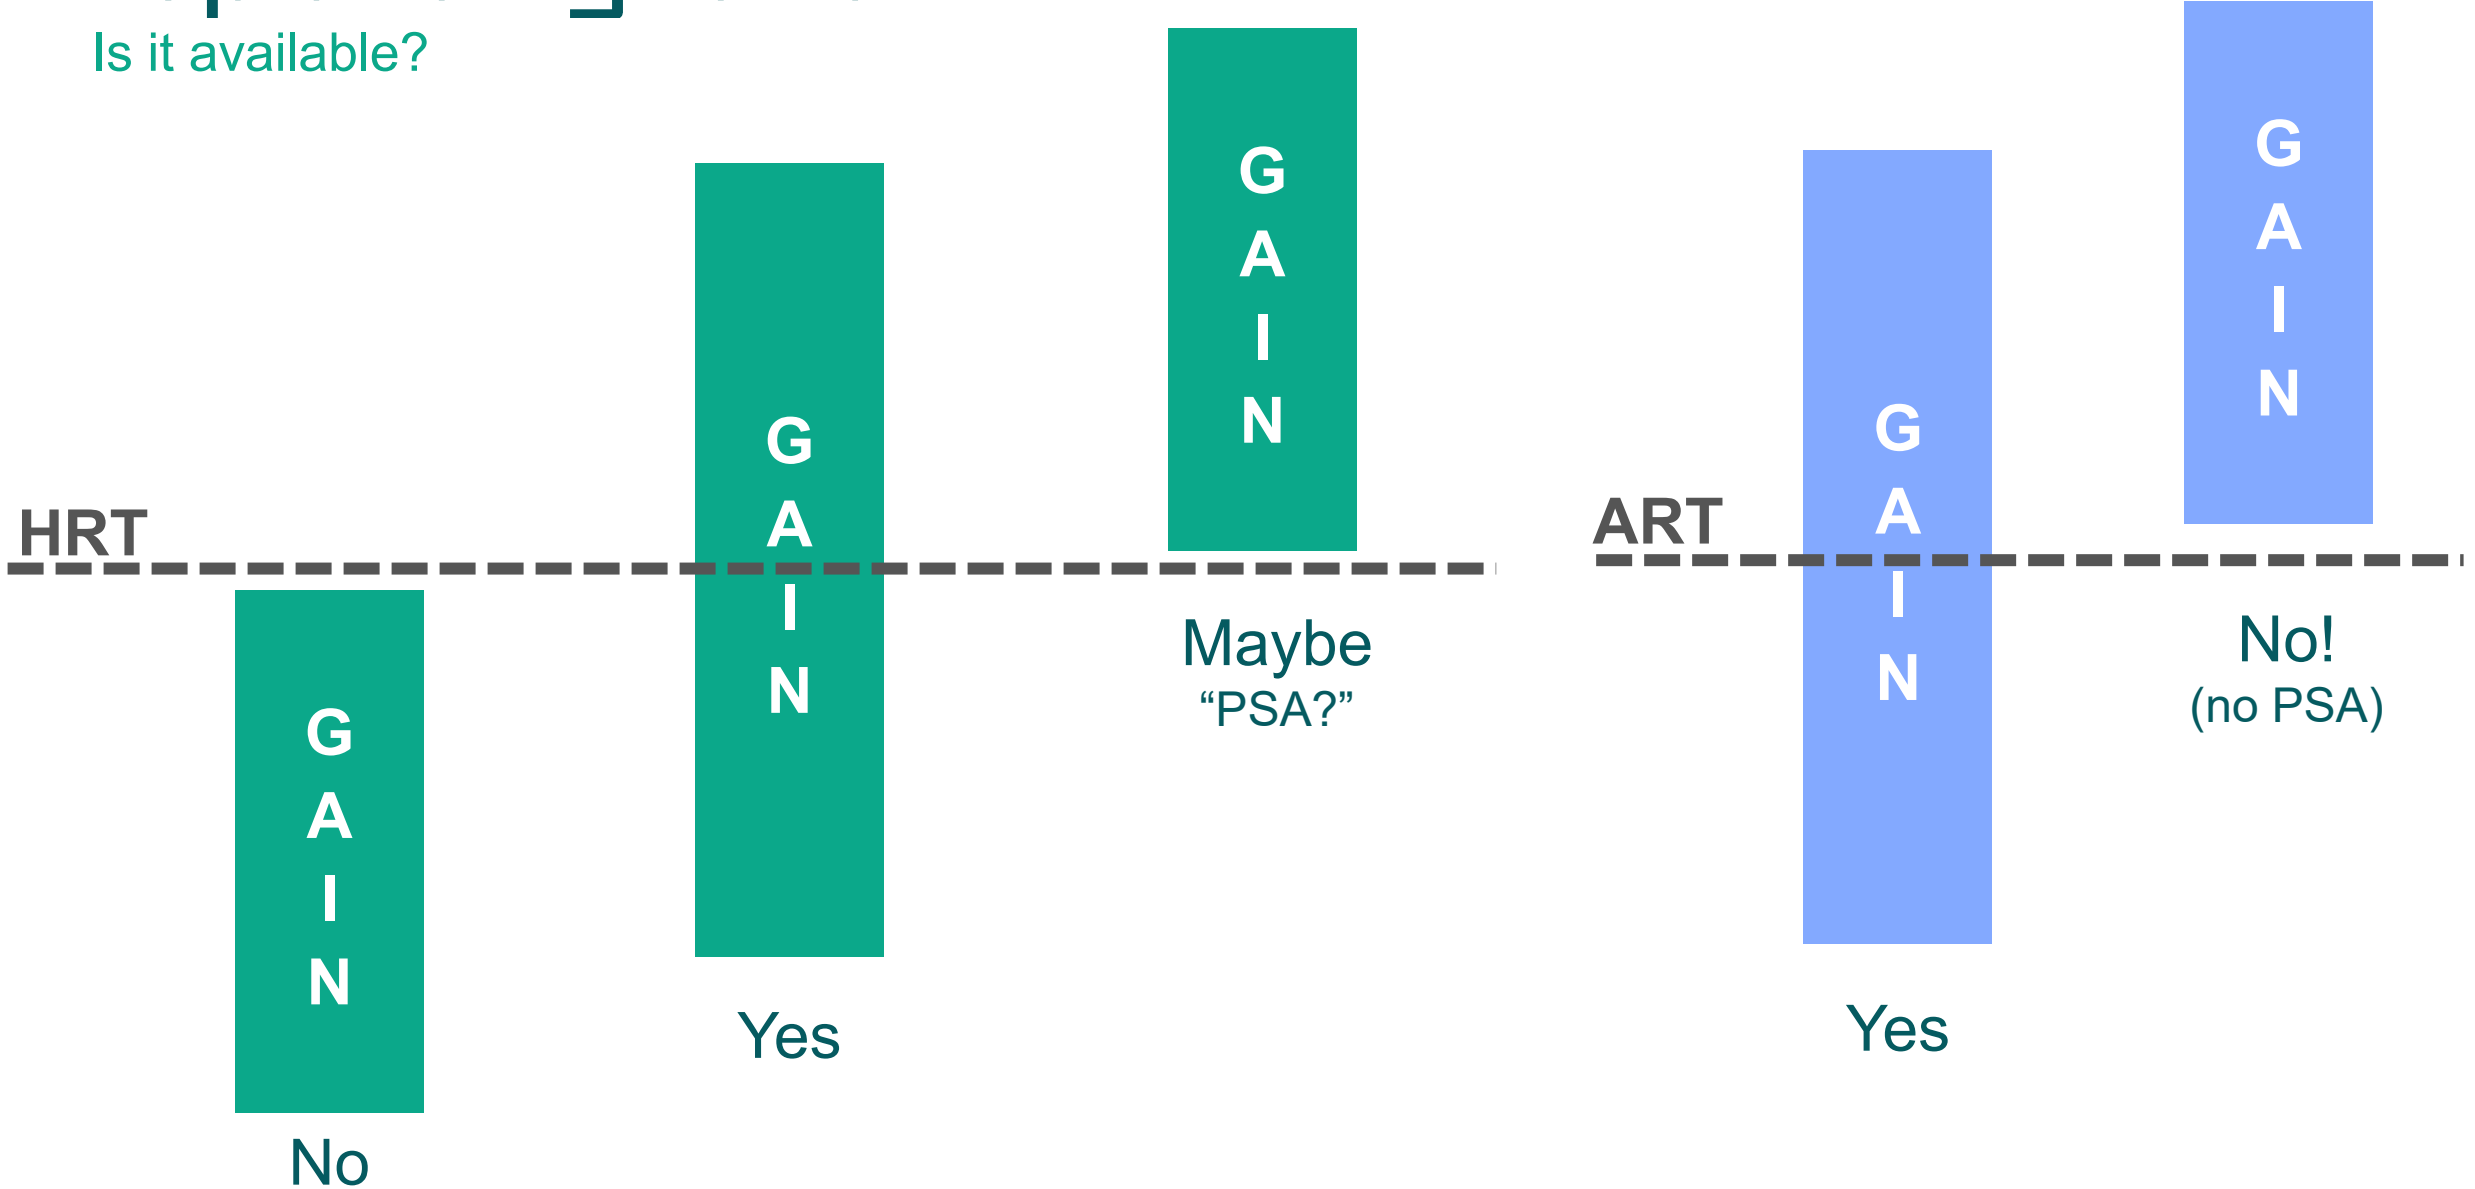 Is it available?
HRT
G
A
I
N
No
G
A
I
N
Yes
G
A
I
N
Maybe
“PSA?”
ART
G
A
I
N
Yes
G
A
I
N
No!
(no PSA)